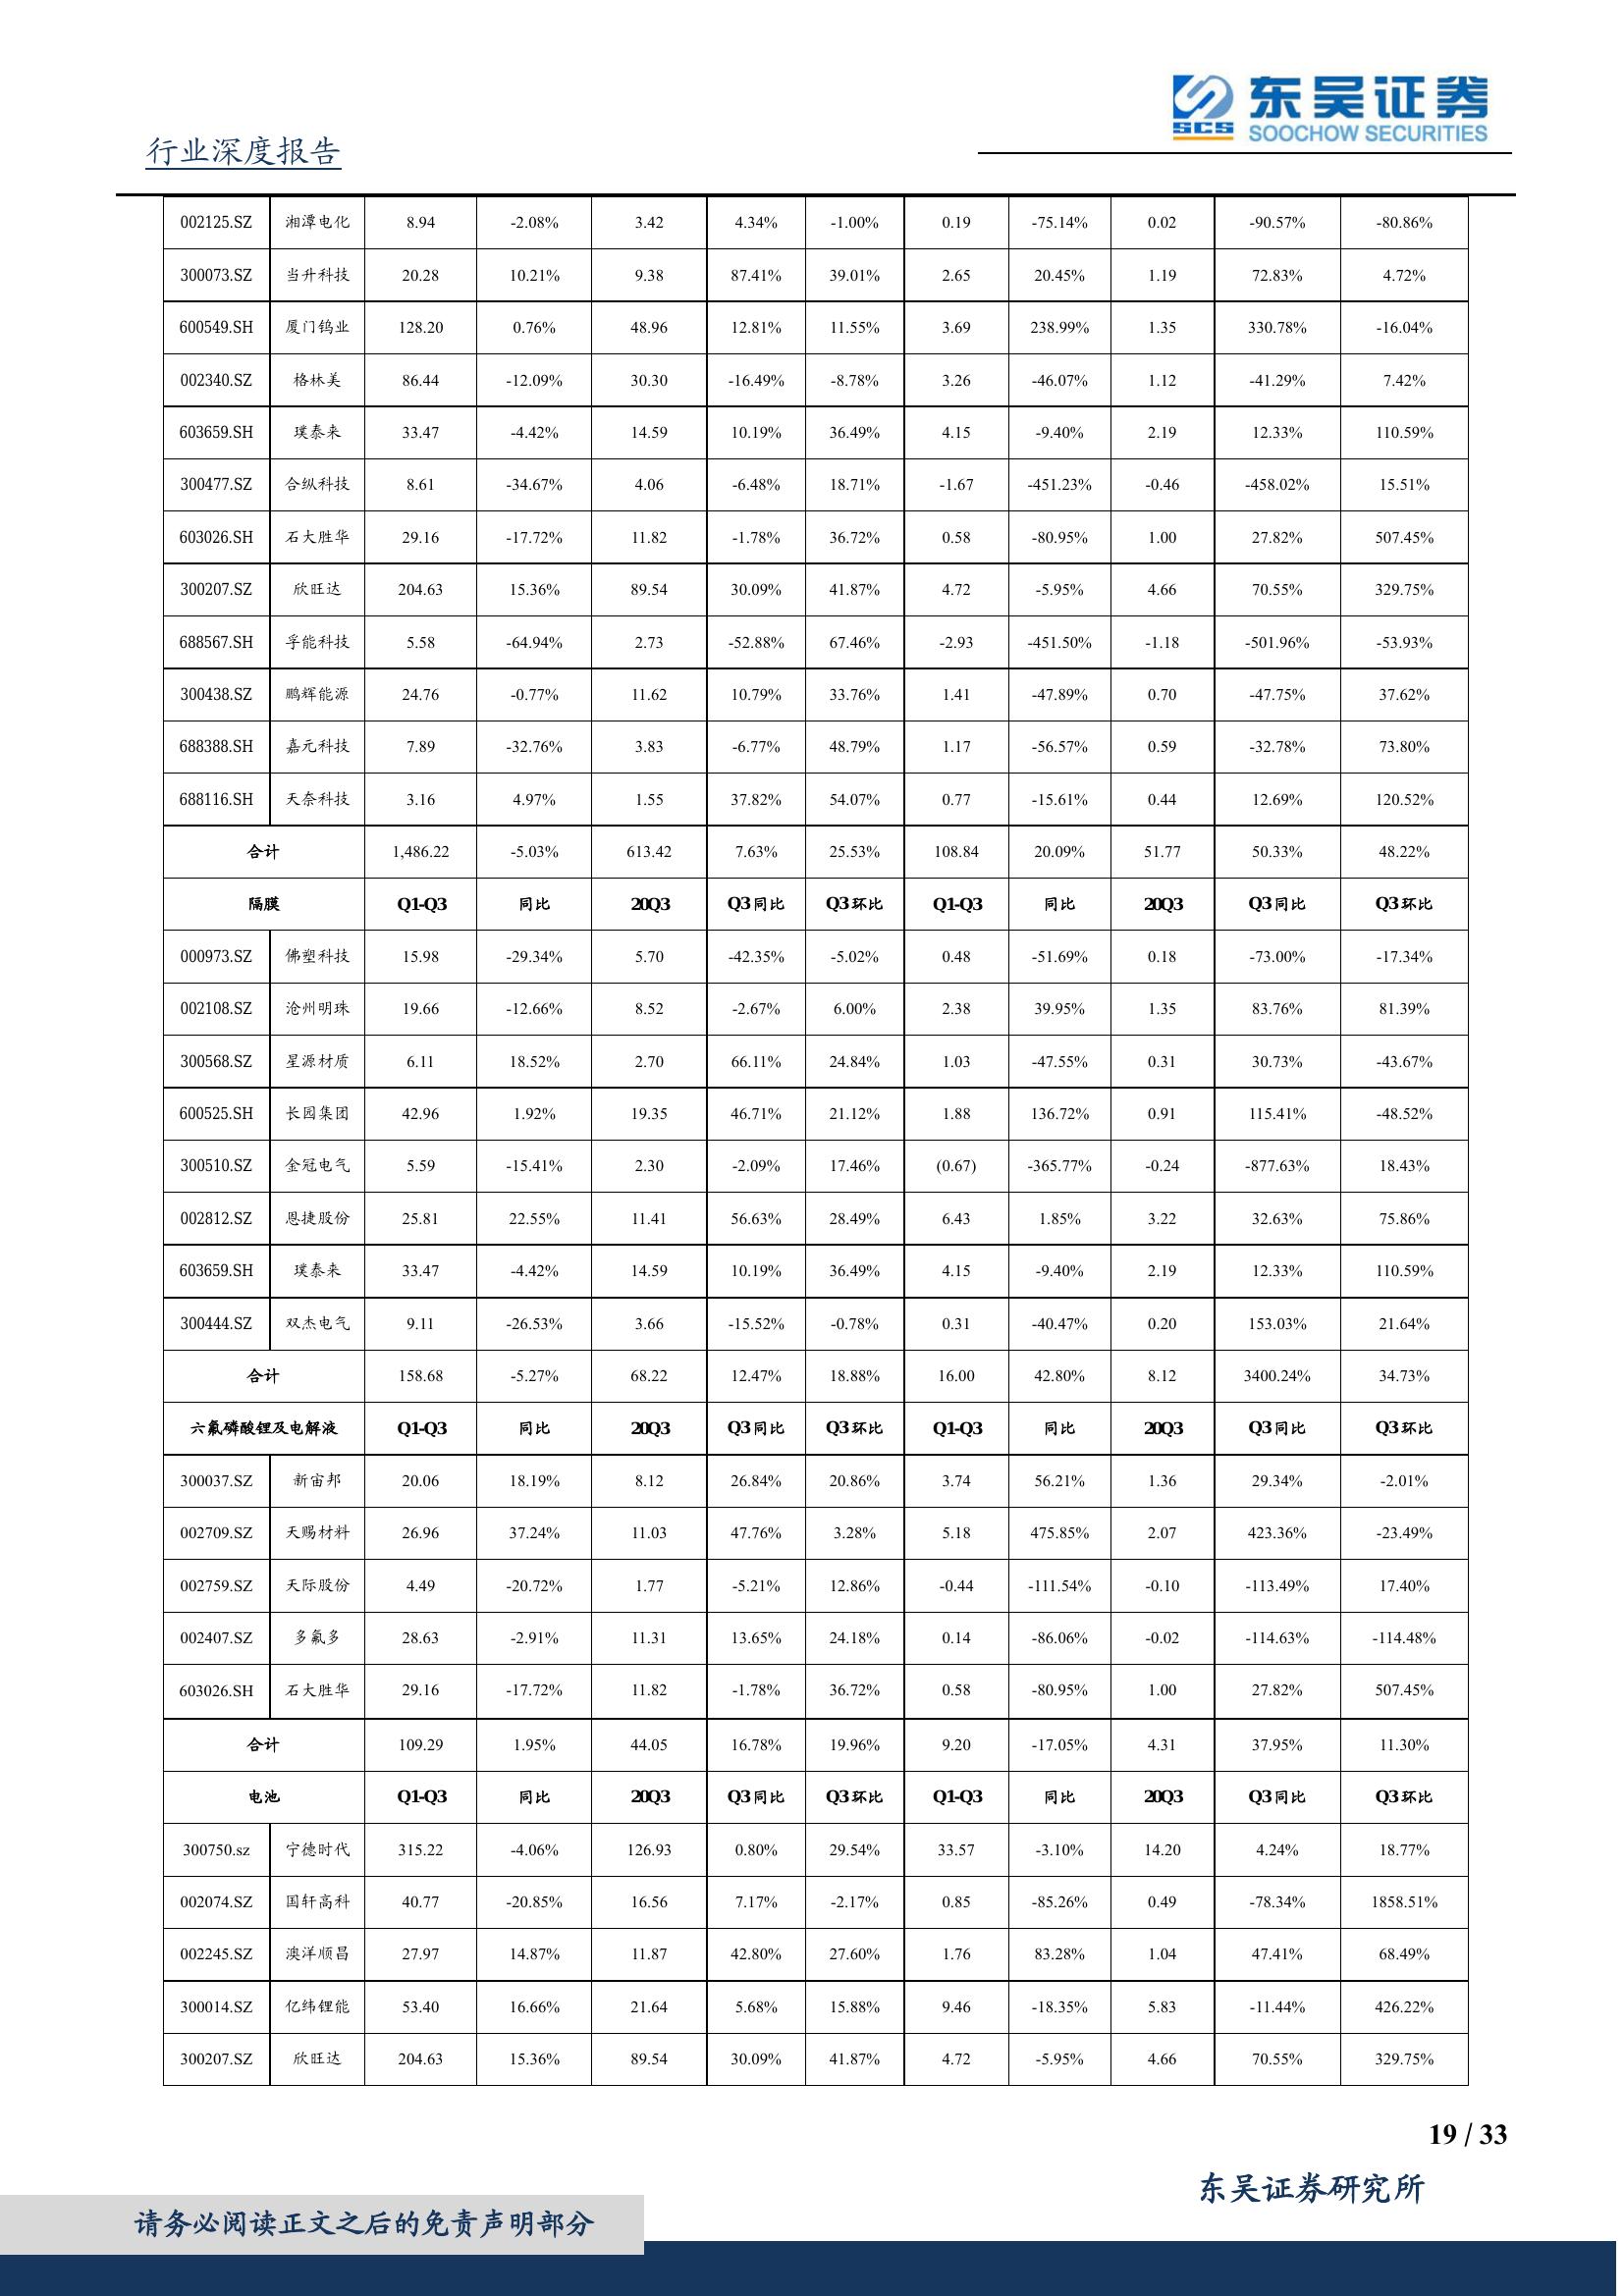 东吴证券
SCS SOOCHOW SECURITIES
行业深度报告
002125.SZ 湘潭电化 8.94 -2.08% 3.42 4.34% -1.00% 0.19 -75.14% 0.02 -90.57% -80.86%
300073.SZ 当升科技 20.28 10.21% 9.38 87.41% 39.01% 2.65 20.45% 1.19 72.83% 4.72%
600549.SH 厦门钨业 128.20 0.76% 48.96 12.81% 11.55% 3.69 238.99% 1.35 330.78% -16.04%
002340.SZ 格林美 86.44 -12.09% 30.30 -16.49% -8.78% 3.26 -46.07% 1.12 -41.29% 7.42%
603659.SH 璞泰来 33.47 -4.42% 14.59 10.19% 36.49% 4.15 -9.40% 2.19 12.33% 110.59%
300477.SZ 合纵科技 8.61 -34.67% 4.06 -6.48% 18.71% -1.67 -451.23% -0.46 -458.02% 15.51%
603026.SH 石大胜华 29.16 -17.72% 11.82 -1.78% 36.72% 0.58 -80.95% 1.00 27.82% 507.45%
300207.SZ 欣旺达 204.63 15.36% 89.54 30.09% 41.87% 4.72 -5.95% 4.66 70.55% 329.75%
688567.SH 孚能科技 5.58 -64.94% 2.73 -52.88% 67.46% -2.93 -451.50% -1.18 -501.96% -53.93%
300438.SZ 鹏辉能源 24.76 -0.77% 11.62 10.79% 33.76% 1.41 -47.89% 0.70 -47.75% 37.62%
688388.SH 嘉元科技 7.89 -32.76% 3.83 -6.77% 48.79% 1.17 -56.57% 0.59 -32.78% 73.80%
688116.SH 天奈科技 3.16 4.97% 1.55 37.82% 54.07% 0.77 -15.61% 0.44 12.69% 120.52%
合计 1,486.22 -5.03% 613.42 7.63% 25.53% 108.84 20.09% 51.77 50.33% 48.22%
隔膜 Q1-Q3 同比 20Q3 Q3同比 Q3环比 Q1-Q3 同比 20Q3 Q3同比 Q3环比
000973.SZ 佛塑科技 15.98 -29.34% 5.70 -42.35% -5.02% 0.48 -51.69% 0.18 -73.00% -17.34%
002108.SZ 沧州明珠 19.66 -12.66% 8.52 -2.67% 6.00% 2.38 39.95% 1.35 83.76% 81.39%
300568.SZ 星源材质 6.11 18.52% 2.70 66.11% 24.84% 1.03 -47.55% 0.31 30.73% -43.67%
600525.SH 长园集团 42.96 1.92% 19.35 46.71% 21.12% 1.88 136.72% 0.91 115.41% -48.52%
300510.SZ 金冠电气 5.59 -15.41% 2.30 -2.09% 17.46% (0.67) -365.77% -0.24 -877.63% 18.43%
002812.SZ 恩捷股份 25.81 22.55% 11.41 56.63% 28.49% 6.43 1.85% 3.22 32.63% 75.86%
603659.SH 璞泰来 33.47 -4.42% 14.59 10.19% 36.49% 4.15 -9.40% 2.19 12.33% 110.59%
300444.SZ 双杰电气 9.11 -26.53% 3.66 -15.52% -0.78% 0.31 -40.47% 0.20 153.03% 21.64%
合计 158.68 -5.27% 68.22 12.47% 18.88% 16.00 42.80% 8.12 3400.24% 34.73%
六氟磷酸锂及电解液 Q1-Q3 同比 20Q3 Q3同比 Q3环比 Q1-Q3 同比 20Q3 Q3同比 Q3环比
300037.SZ 新宙邦 20.06 18.19% 8.12 26.84% 20.86% 3.74 56.21% 1.36 29.34% -2.01%
002709.SZ 天赐材料 26.96 37.24% 11.03 47.76% 3.28% 5.18 475.85% 2.07 423.36% -23.49%
002759.SZ 天际股份 4.49 -20.72% 1.77 -5.21% 12.86% -0.44 -111.54% -0.10 -113.49% 17.40%
002407.SZ 多氟多 28.63 -2.91% 11.31 13.65% 24.18% 0.14 -86.06% -0.02 -114.63% -114.48%
603026.SH 石大胜华 29.16 -17.72% 11.82 -1.78% 36.72% 0.58 -80.95% 1.00 27.82% 507.45%
合计 109.29 1.95% 44.05 16.78% 19.96% 9.20 -17.05% 4.31 37.95% 11.30%
电池 Q1-Q3 同比 20Q3 Q3同比 Q3环比 Q1-Q3 同比 20Q3 Q3同比 Q3环比
300750.sz 宁德时代 315.22 -4.06% 126.93 0.80% 29.54% 33.57 -3.10% 14.20 4.24% 18.77%
002074.SZ 国轩高科 40.77 -20.85% 16.56 7.17% -2.17% 0.85 -85.26% 0.49 -78.34% 1858.51%
002245.SZ 澳洋顺昌 27.97 14.87% 11.87 42.80% 27.60% 1.76 83.28% 1.04 47.41% 68.49%
300014.SZ 亿纬锂能 53.40 16.66% 21.64 5.68% 15.88% 9.46 -18.35% 5.83 -11.44% 426.22%
300207.SZ 欣旺达 204.63 15.36% 89.54 30.09% 41.87% 4.72 -5.95% 4.66 70.55% 329.75%
19 / 33
东吴证券研究所
请务必阅读正文之后的免责声明部分